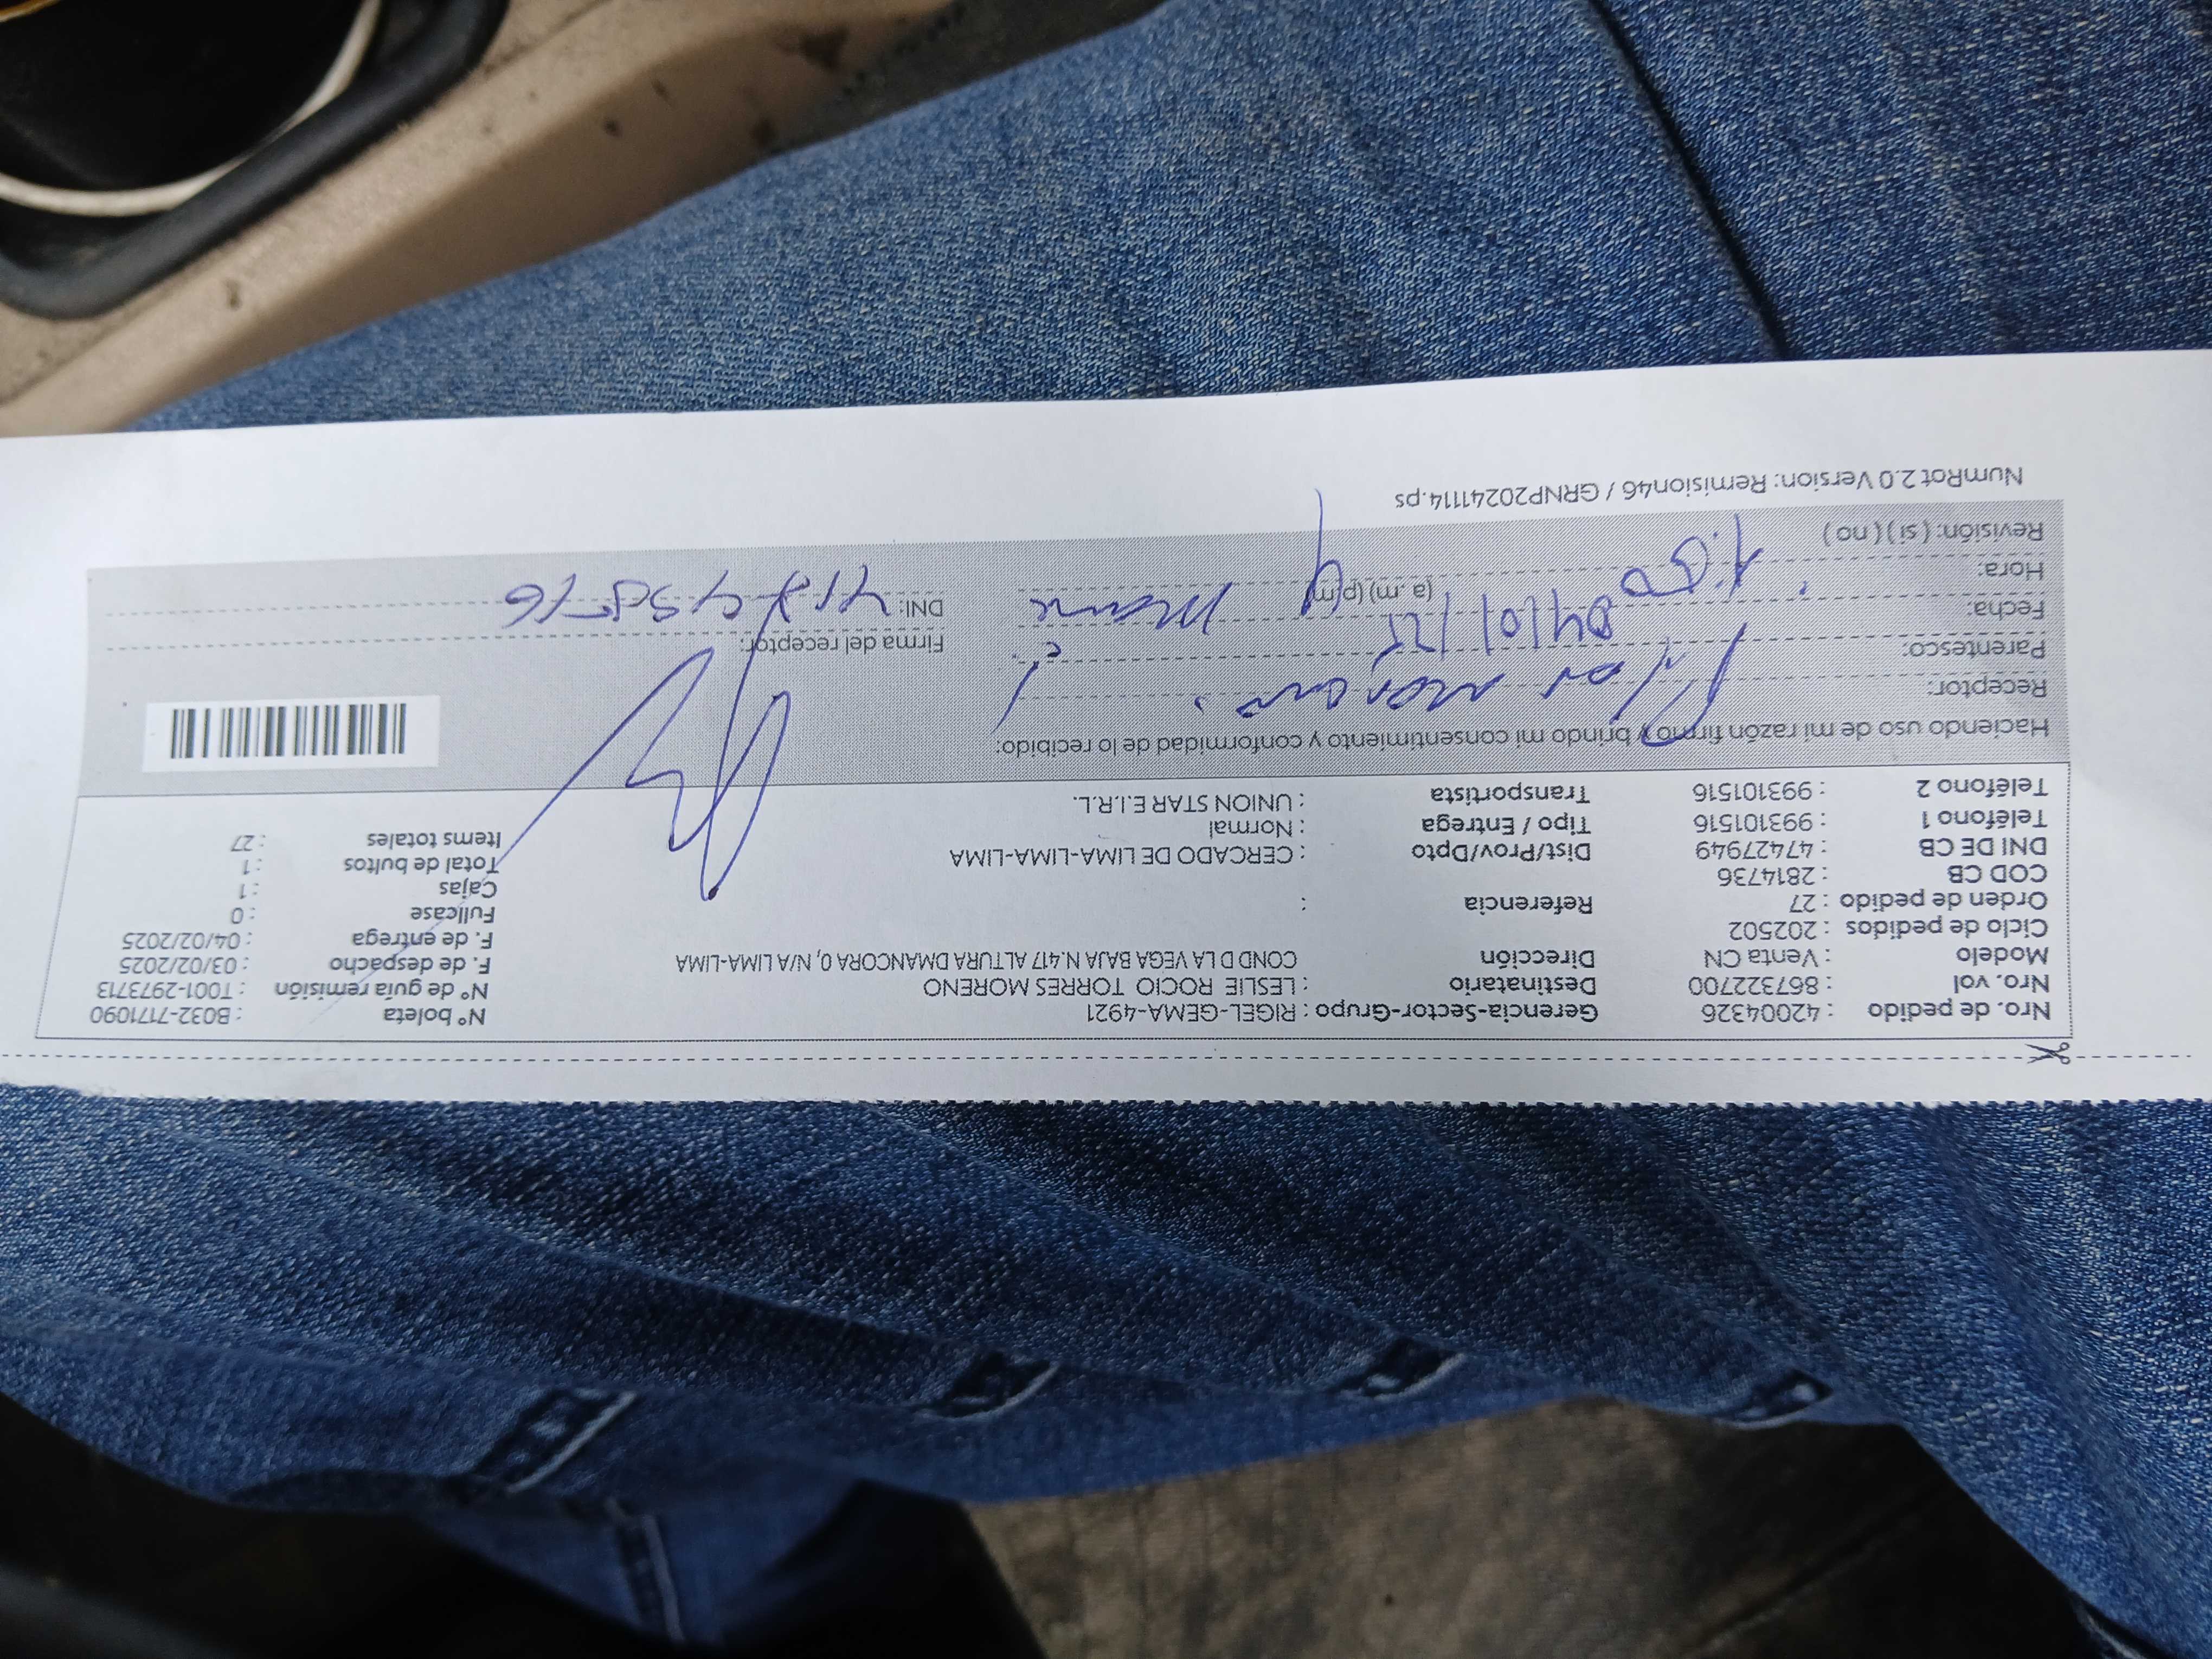 Nro. de pedido : 42004326 Gerencia-Sector-Grupo : RIGEL-GEMA-4921 N° boleta : B032-7171090
Nro. vol : 867322700 Destinatario : LESLIE ROCIO TORRES MORENO N° de guía remisión : T001-2973713
Modelo : Venta CN Dirección COND D LA VEGA BAJA N.417 ALTURA DMANCORA 0, N/A LIMA-LIMA F. de despacho : 03/02/2025
Ciclo de pedidos : 202502 F. de entrega : 04/02/2025
Orden de pedido : 27 Referencia : Fullcase : 0
COD CB : 2814736 Cajas : 1
DNI DE CB : 47427949 Dist/Prov/Dpto : CERCADO DE LIMA-LIMA-LIMA Total de bultos : 1
Teléfono 1 : 993101516 Tipo / Entrega : Normal Items totales : 27
Teléfono 2 : 993101516 Transportista : UNION STAR E.I.R.L.
Haciendo uso de mi razón firmo y brindo mi consentimiento y conformidad de lo recibido:
Receptor:
Parentesco: Firma del receptor:
Fecha: DNI:
Hora: (a.m) (p.m)
Revisión: ( si ) ( no )
NumRot 2.0 Version: Remision46 / GRNP20241114.ps